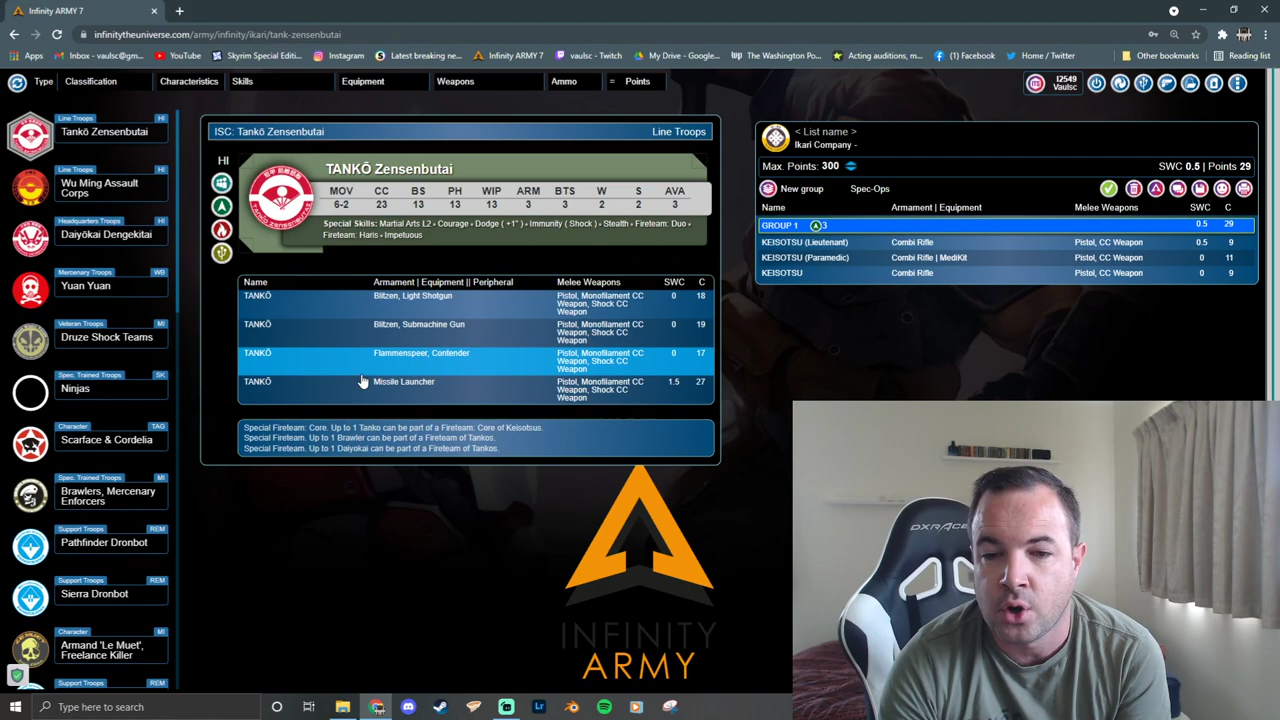 Infinity ARMY 7
infinitytheuniverse.com/army/infinity/ikari/tank-zensenbutai
Apps
Inbox - vaulsc@gm...
YouTube
Skyrim Special Editi...
Instagram
Latest breaking ne...
Infinity ARMY 7
vaulsc - Twitch
My Drive - Google...
The Washington Po...
Acting auditions, m...
(1) Facebook
Home / Twitter
Other bookmarks
Reading list
Type
Classification
Characteristics
Skills
Equipment
Weapons
Ammo
=
Points
I2549
Vaulsc
Line Troops
HI
Tankō Zensenbutai
Line Troops
HI
Wu Ming Assault
Corps
Headquarters Troops
HI
Daiyōkai Dengekitai
Mercenary Troops
WB
Yuan Yuan
Veteran Troops
MI
Druze Shock Teams
Spec. Trained Troops
SK
Ninjas
Character
TAG
Scarface & Cordelia
Spec. Trained Troops
MI
Brawlers, Mercenary
Enforcers
Support Troops
REM
Pathfinder Dronbot
Support Troops
REM
Sierra Dronbot
Character
MI
Armand 'Le Muet',
Freelance Killer
Support Troops
REM
ISC: Tankō Zensenbutai
Line Troops
HI
TANKŌ Zensenbutai
MOV CC BS PH WIP ARM BTS W S AVA
6-2 23 13 13 13 3 3 2 2 3
Special Skills: Martial Arts L2 • Courage • Dodge ( +1" ) • Immunity ( Shock ) • Stealth • Fireteam: Duo •
Fireteam: Haris • Impetuous
Name Armament | Equipment || Peripheral Melee Weapons SWC C
TANKŌ Blitzen, Light Shotgun Pistol, Monofilament CC 0 18
Weapon, Shock CC
Weapon
TANKŌ Blitzen, Submachine Gun Pistol, Monofilament CC 0 19
Weapon, Shock CC
Weapon
TANKŌ Flammenspeer, Contender Pistol, Monofilament CC 0 17
Weapon, Shock CC
Weapon
TANKŌ Missile Launcher Pistol, Monofilament CC 1.5 27
Weapon, Shock CC
Weapon
Special Fireteam: Core. Up to 1 Tanko can be part of a Fireteam: Core of Keisotsus.
Special Fireteam. Up to 1 Brawler can be part of a Fireteam of Tankos.
Special Fireteam. Up to 1 Daiyokai can be part of a Fireteam of Tankos.
< List name >
Ikari Company -
Max. Points: 300
SWC 0.5 | Points 29
New group
Spec-Ops
Name Armament | Equipment Melee Weapons SWC C
GROUP 1 3 0.5 29
KEISOTSU (Lieutenant) Combi Rifle Pistol, CC Weapon 0.5 9
KEISOTSU (Paramedic) Combi Rifle | MediKit Pistol, CC Weapon 0 11
KEISOTSU Combi Rifle Pistol, CC Weapon 0 9
INFINITY
ARMY
DXRACE
Type here to search